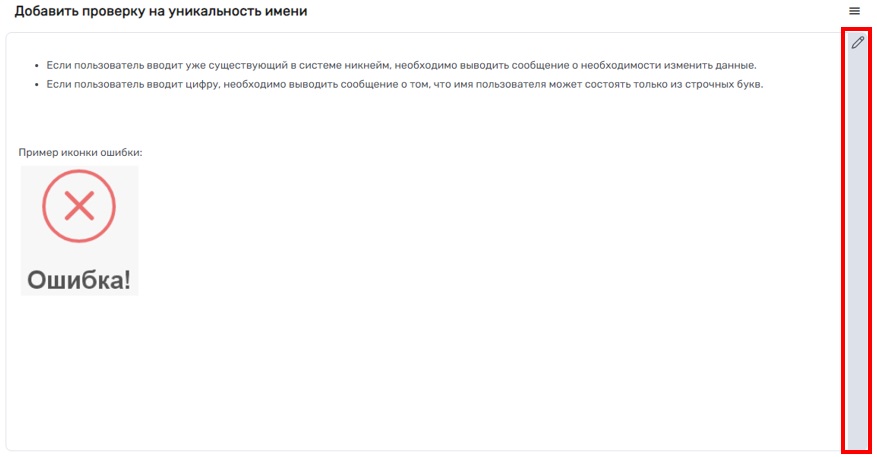 Добавить проверку на уникальность имени
Если пользователь вводит уже существующий в системе никнейм, необходимо выводить сообщение о необходимости изменить данные.
Если пользователь вводит цифру, необходимо выводить сообщение о том, что имя пользователя может состоять только из строчных букв.
Пример иконки ошибки:
Ошибка!